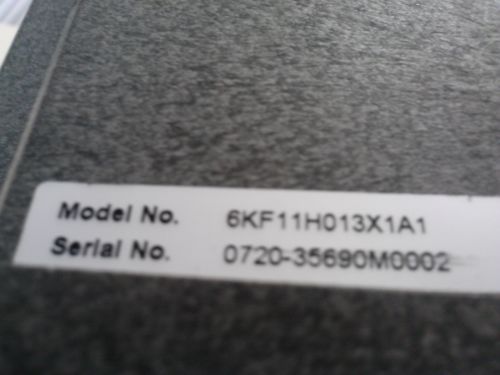 Model No. 6KF11H013X1A1
Serial No. 0720-35690M0002